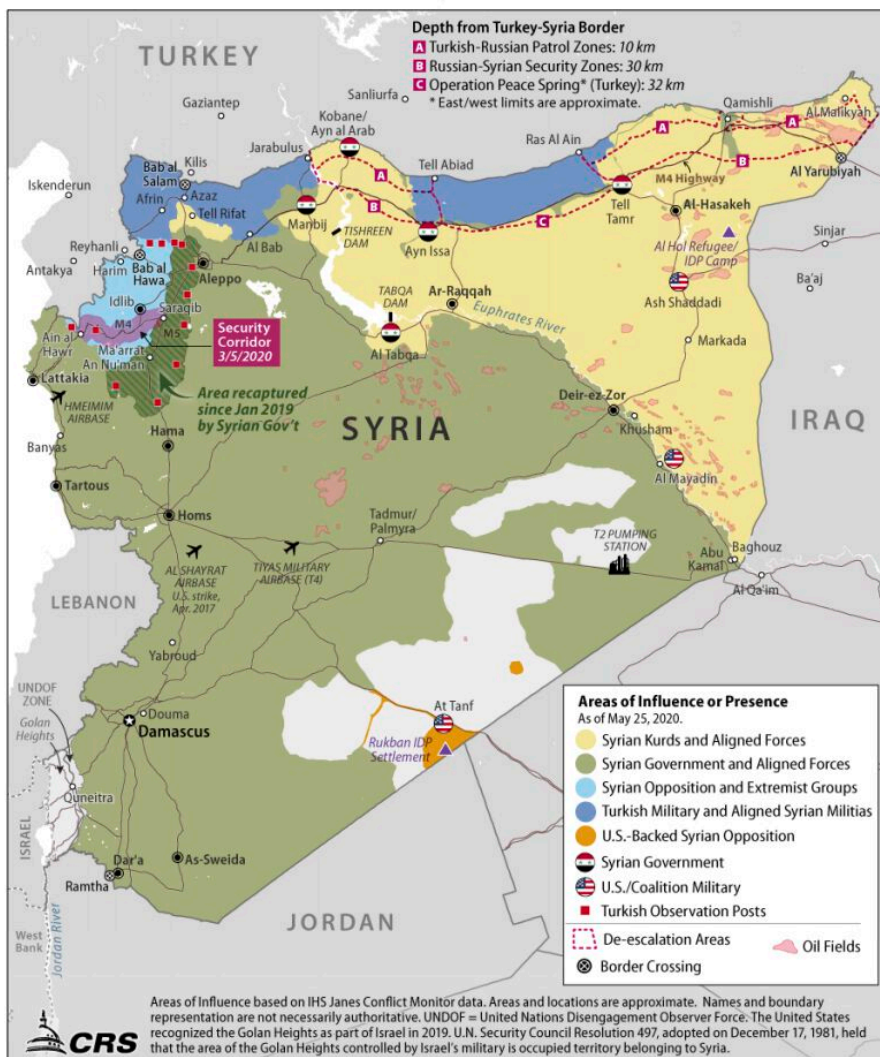 Depth from Turkey-Syria Border
A Turkish-Russian Patrol Zones: 10 km
B Russian-Syrian Security Zones: 30 km
C Operation Peace Spring* (Turkey): 32 km
* East/west limits are approximate.
TURKEY
Gaziantep
Sanliurfa
Kobane/
Ayn al Arab
Qamishli
Al Malikyah
A
A
Jarabulus
Ras Al Ain
Bab al
Salam
Kilis
Iskenderun
Azaz
Afrin
Tell Rifat
A
Tell Abiad
B
M4 Highway
Al Yarubiyah
Manbij
B
C
Tell
Tamr
Al-Hasakeh
Al Bab
TISHREEN
DAM
Ayn Issa
Reyhanli
Antakya
Harim
Bab al
Hawa
Aleppo
Al Hol Refugee/
IDP Camp
Sinjar
Ba'aj
Idlib
Saraqib
TABQA
DAM
Ar-Raqqah
Ash Shaddadi
M4
M5
Security
Corridor
3/5/2020
Euphrates River
Ain al
Hawr
Ma'arrat
An Nu'man
Al Tabqa
Markada
Lattakia
Area recaptured
since Jan 2019
by Syrian Gov't
HMEIMIM
AIRBASE
SYRIA
Deir-ez-Zor
IRAQ
Khusham
Banyas
Hama
Al Mayadin
Tartous
Homs
Tadmur/
Palmyra
T2 PUMPING
STATION
Abu
Kamal
Baghouz
AL SHAYRAT
AIRBASE
U.S. strike,
Apr. 2017
TIYAS MILITARY
AIRBASE (T4)
Al Qa'im
LEBANON
Yabroud
UNDOF
ZONE
Golan
Heights
Douma
Damascus
At Tanf
Rukban IDP
Settlement
Quneitra
ISRAEL
Dar'a
As-Sweida
Ramtha
JORDAN
West
Bank
Jordan River
Areas of Influence or Presence
As of May 25, 2020.
Syrian Kurds and Aligned Forces
Syrian Government and Aligned Forces
Syrian Opposition and Extremist Groups
Turkish Military and Aligned Syrian Militias
U.S.-Backed Syrian Opposition
Syrian Government
U.S./Coalition Military
Turkish Observation Posts
De-escalation Areas
Oil Fields
Border Crossing
CRS
Areas of Influence based on IHS Janes Conflict Monitor data. Areas and locations are approximate. Names and boundary
representation are not necessarily authoritative. UNDOF = United Nations Disengagement Observer Force. The United States
recognized the Golan Heights as part of Israel in 2019. U.N. Security Council Resolution 497, adopted on December 17, 1981, held
that the area of the Golan Heights controlled by Israel's military is occupied territory belonging to Syria.